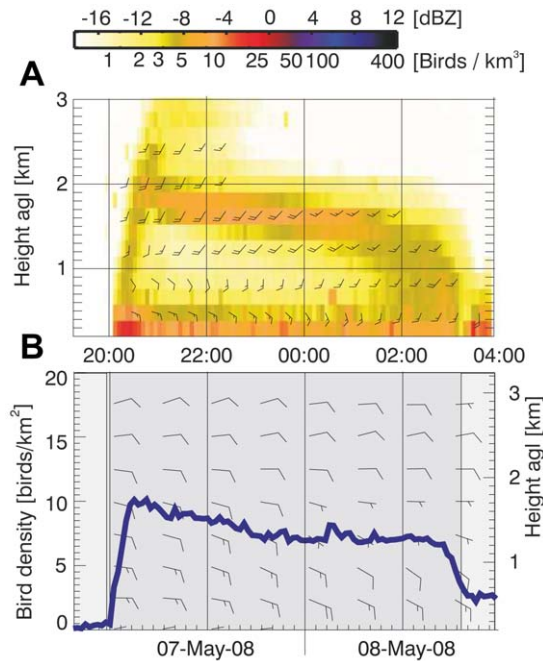 -16 -12 -8 -4 0 4 8 12 [dBZ]
1 2 3 5 10 25 50 100 400 [Birds / km³]
A
3
2
1
Height agl [km]
20:00 22:00 00:00 02:00 04:00
B
20
15
10
5
0
Bird density [birds/km²]
3
2
1
Height agl [km]
07-May-08 08-May-08